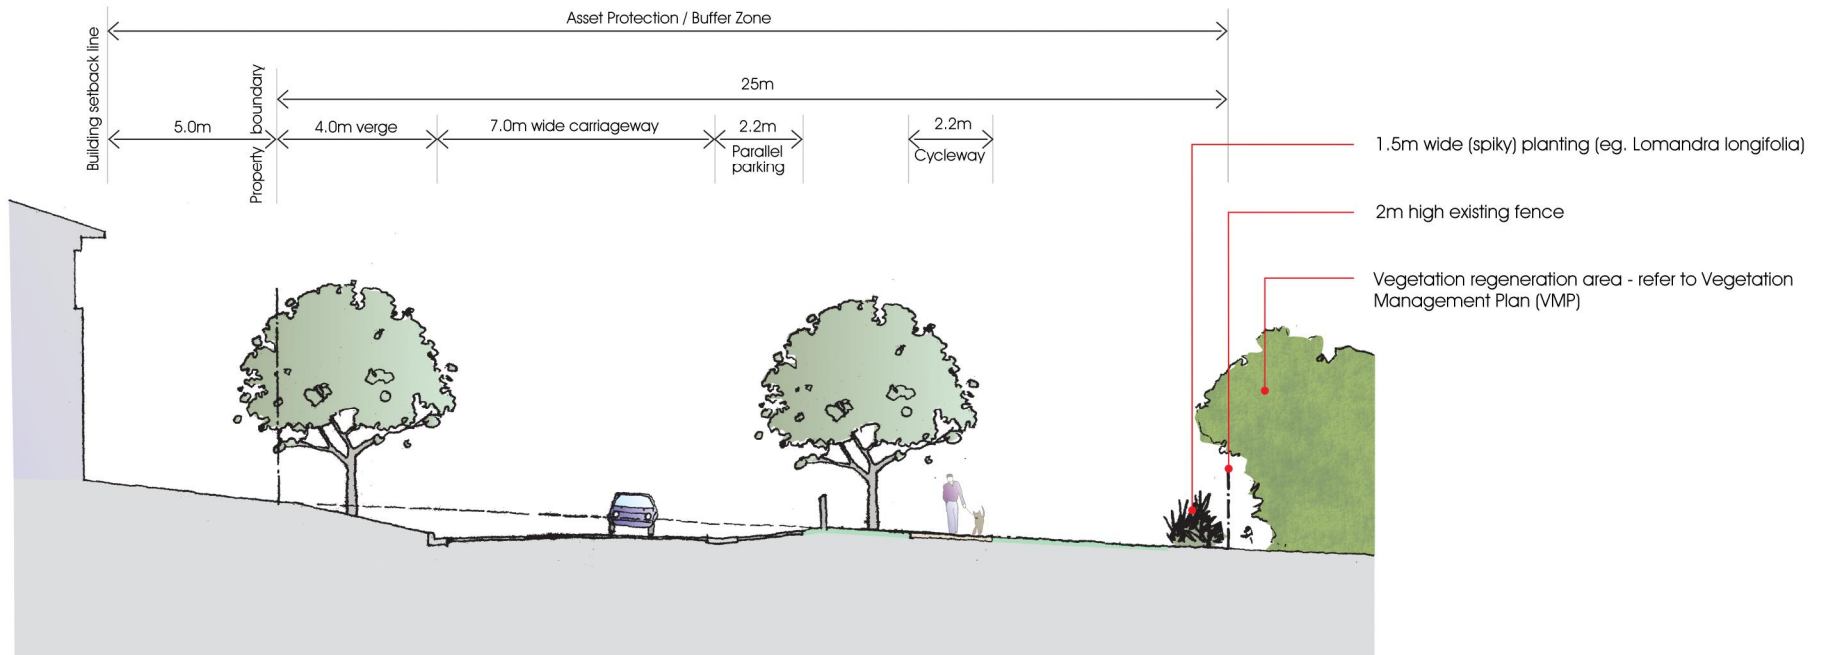 Asset Protection / Buffer Zone
Building setback line
Property boundary
25m
5.0m
4.0m verge
7.0m wide carriageway
2.2m
Parallel
parking
2.2m
Cycleway
1.5m wide (spiky) planting (eg. Lomandra longifolia)
2m high existing fence
Vegetation regeneration area - refer to Vegetation
Management Plan (VMP)